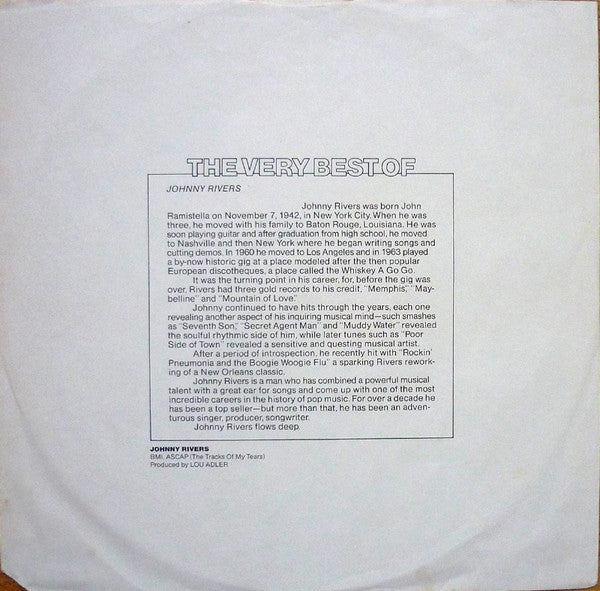 THE VERY BEST OF
JOHNNY RIVERS
Johnny Rivers was born John
Ramistella on November 7, 1942, in New York City. When he was
three, he moved with his family to Baton Rouge, Louisiana. He was
soon playing guitar and after graduation from high school, he moved
to Nashville and then New York where he began writing songs and
cutting demos. In 1960 he moved to Los Angeles and in 1963 played
a by-now historic gig at a place modeled after the then popular
European discotheques, a place called the Whiskey A Go Go.
It was the turning point in his career, for, before the gig was
over. Rivers had three gold records to his credit, "Memphis," "May-
belline" and "Mountain of Love."
Johnny continued to have hits through the years, each one
revealing another aspect of his inquiring musical mind—such smashes
as "Seventh Son," "Secret Agent Man" and "Muddy Water" revealed
the soulful rhythmic side of him, while later tunes such as "Poor
Side of Town" revealed a sensitive and questing musical artist.
After a period of introspection, he recently hit with "Rockin'
Pneumonia and the Boogie Woogie Flu" a sparking Rivers rework-
ing of a New Orleans classic.
Johnny Rivers is a man who has combined a powerful musical
talent with a great ear for songs and come up with one of the most
incredible careers in the history of pop music. For over a decade he
has been a top seller—but more than that, he has been an adven-
turous singer, producer, songwriter.
Johnny Rivers flows deep.
JOHNNY RIVERS
BMI, ASCAP (The Tracks Of My Tears)
Produced by LOU ADLER